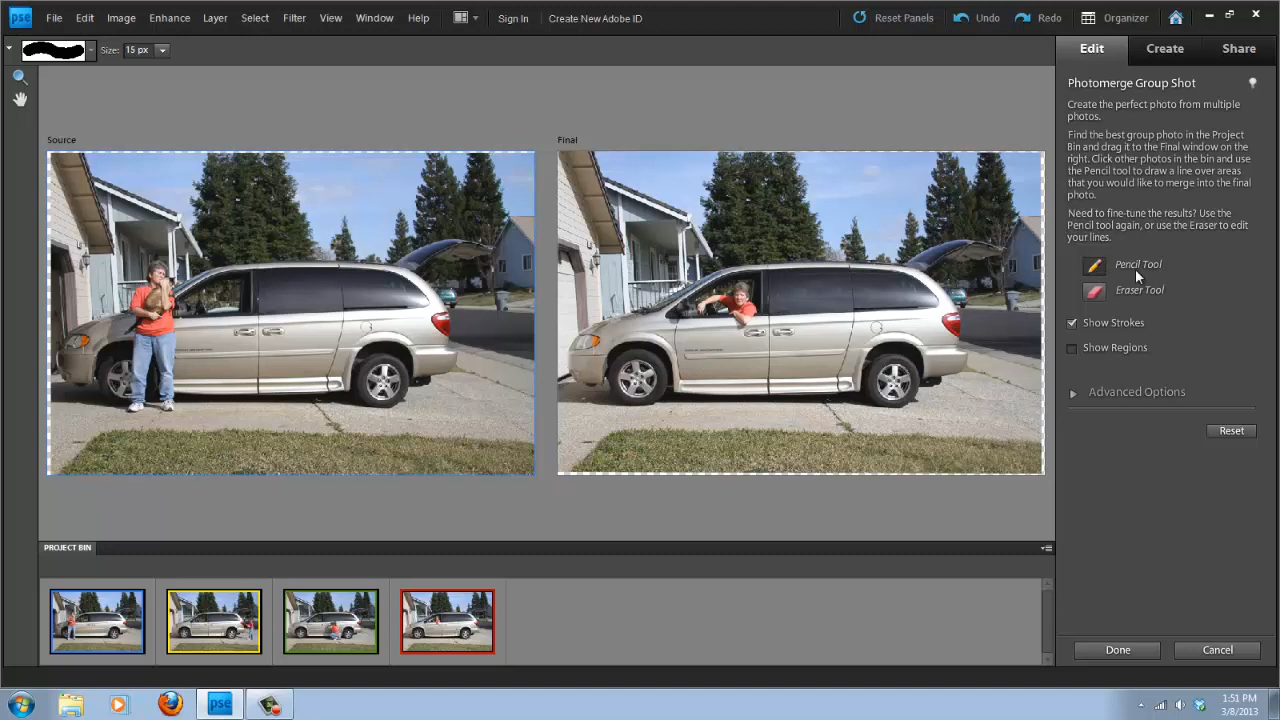 pse File Edit Image Enhance Layer Select Filter View Window Help Sign In Create New Adobe ID Reset Panels Undo Redo Organizer
Size: 15 px
Edit Create Share
Photomerge Group Shot
Create the perfect photo from multiple
photos.
Find the best group photo in the Project
Bin and drag it to the Final window on
the right. Click other photos in the bin and use
the Pencil tool to draw a line over areas
that you would like to merge into the final
photo.
Need to fine-tune the results? Use the
Pencil tool again, or use the Eraser to edit
your lines.
Pencil Tool
Eraser Tool
Show Strokes
Show Regions
Advanced Options
Reset
Source
Final
PROJECT BIN
Done Cancel
pse
1:51 PM
3/8/2013